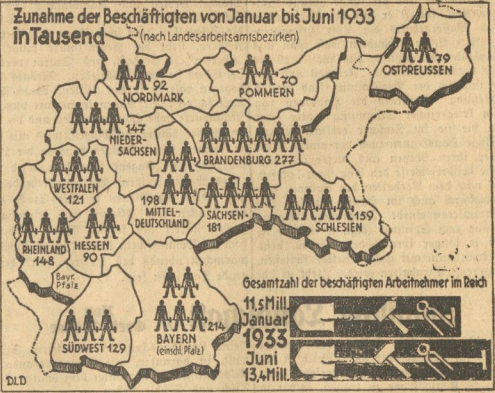 Zunahme der Beschäftigten von Januar bis Juni 1933
in Tausend (nach Landesarbeitsamtsbezirken)
79
OSTPREUSSEN
92
NORDMARK
70
POMMERN
147
NIEDER-
SACHSEN
BRANDENBURG 277
WESTFALEN
121
198
MITTEL-
DEUTSCHLAND
SACHSEN-
181
159
SCHLESIEN
RHEINLAND
148
HESSEN
90
Bayr.
Pfalz
SÜDWEST 129
214
BAYERN
(einschl. Pfalz)
Gesamtzahl der beschäftigten Arbeitnehmer im Reich
11,5 Mill.
Januar
1933
Juni
13,4 Mill.
DLD